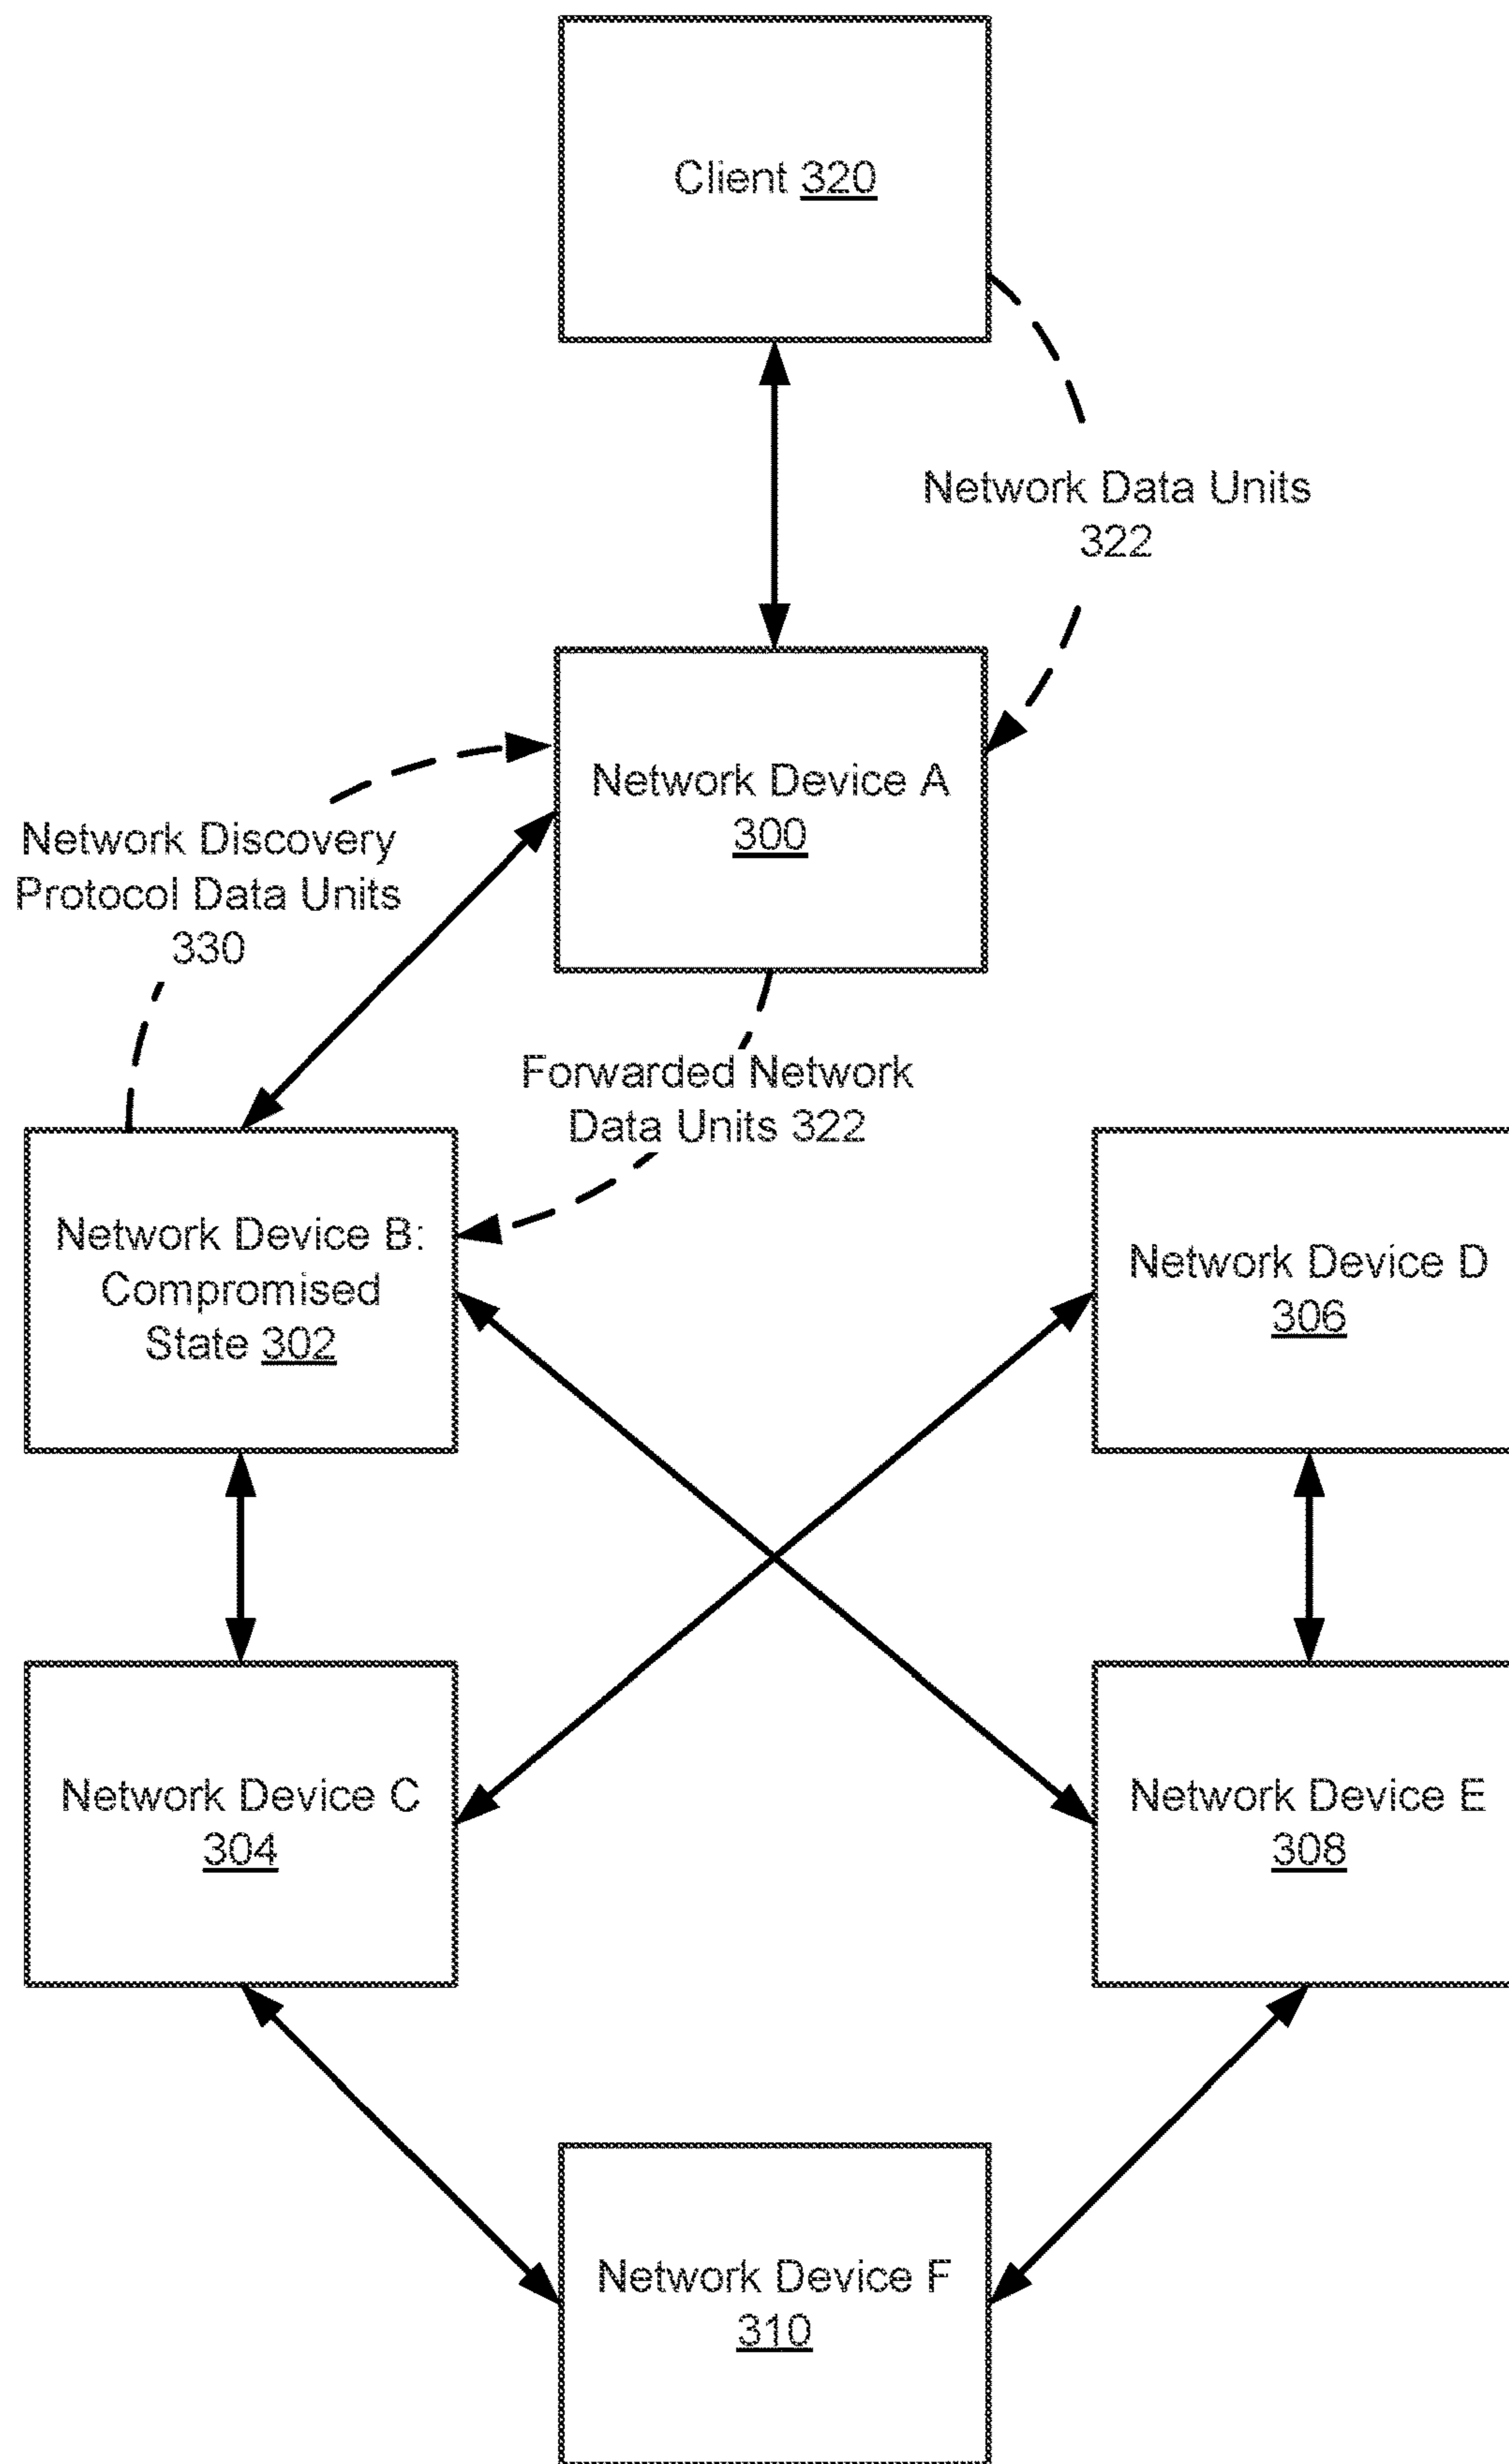 Client 320
Network Data Units
322
Network Device A
300
Network Discovery
Protocol Data Units
330
Forwarded Network
Data Units 322
Network Device B:
Compromised
State 302
Network Device D
306
Network Device C
304
Network Device E
308
Network Device F
310